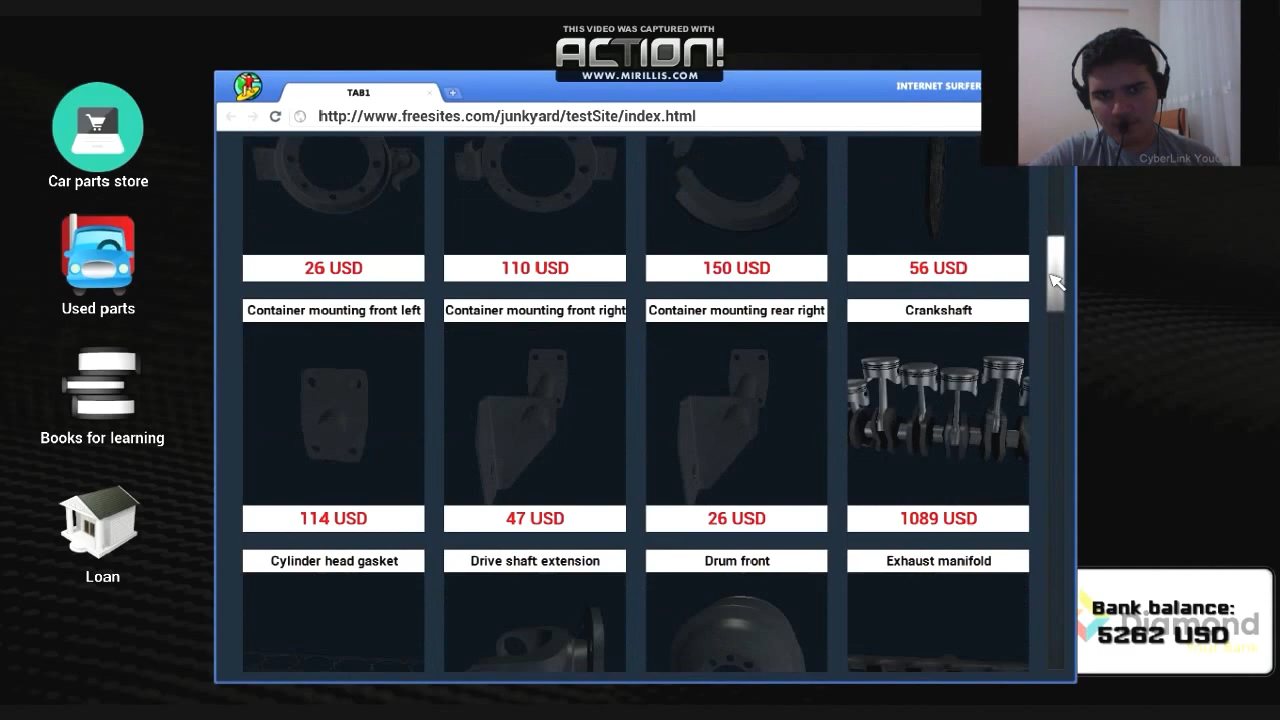 THIS VIDEO WAS CAPTURED WITH
ACTION!
WWW.MIRILLIS.COM
TAB1
INTERNET SURFER
http://www.freesites.com/junkyard/testSite/index.html
CyberLink
Car parts store
Used parts
Books for learning
Loan
26 USD
110 USD
150 USD
56 USD
Container mounting front left
Container mounting front right
Container mounting rear right
Crankshaft
114 USD
47 USD
26 USD
1089 USD
Cylinder head gasket
Drive shaft extension
Drum front
Exhaust manifold
Bank balance:
Diamond
5262 USD